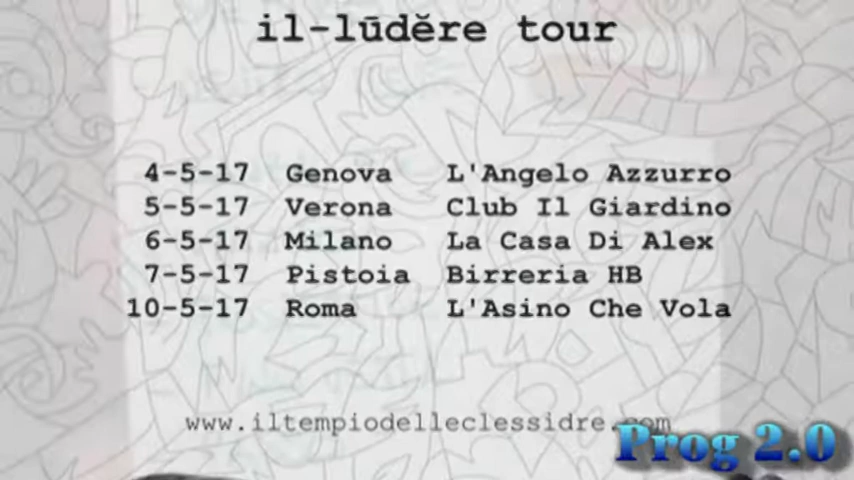 il-lūdĕre tour
4-5-17 Genova L'Angelo Azzurro
5-5-17 Verona Club Il Giardino
6-5-17 Milano La Casa Di Alex
7-5-17 Pistoia Birreria HB
10-5-17 Roma L'Asino Che Vola
www.iltempiodelleclessidre.com
Prog 2.0